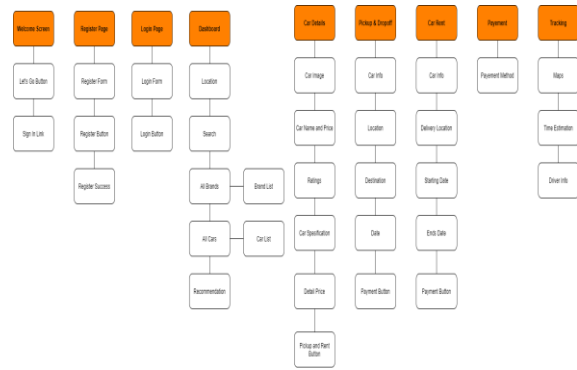 Welcome Screen
Let's Go Button
Sign In Link
Register Page
Register Form
Register Button
Register Success
Login Page
Login Form
Login Button
Dashboard
Location
Search
All Brands
Brand List
All Cars
Car List
Recommendation
Car Details
Car Image
Car Name and Price
Ratings
Car Spesification
Detail Price
Pickup and Rent
Button
Pickup & Dropoff
Car Info
Location
Destination
Date
Payment Button
Car Rent
Car Info
Delivery Location
Starting Date
Ends Date
Payment Button
Payement
Payement Method
Tracking
Maps
Time Estimation
Driver Info